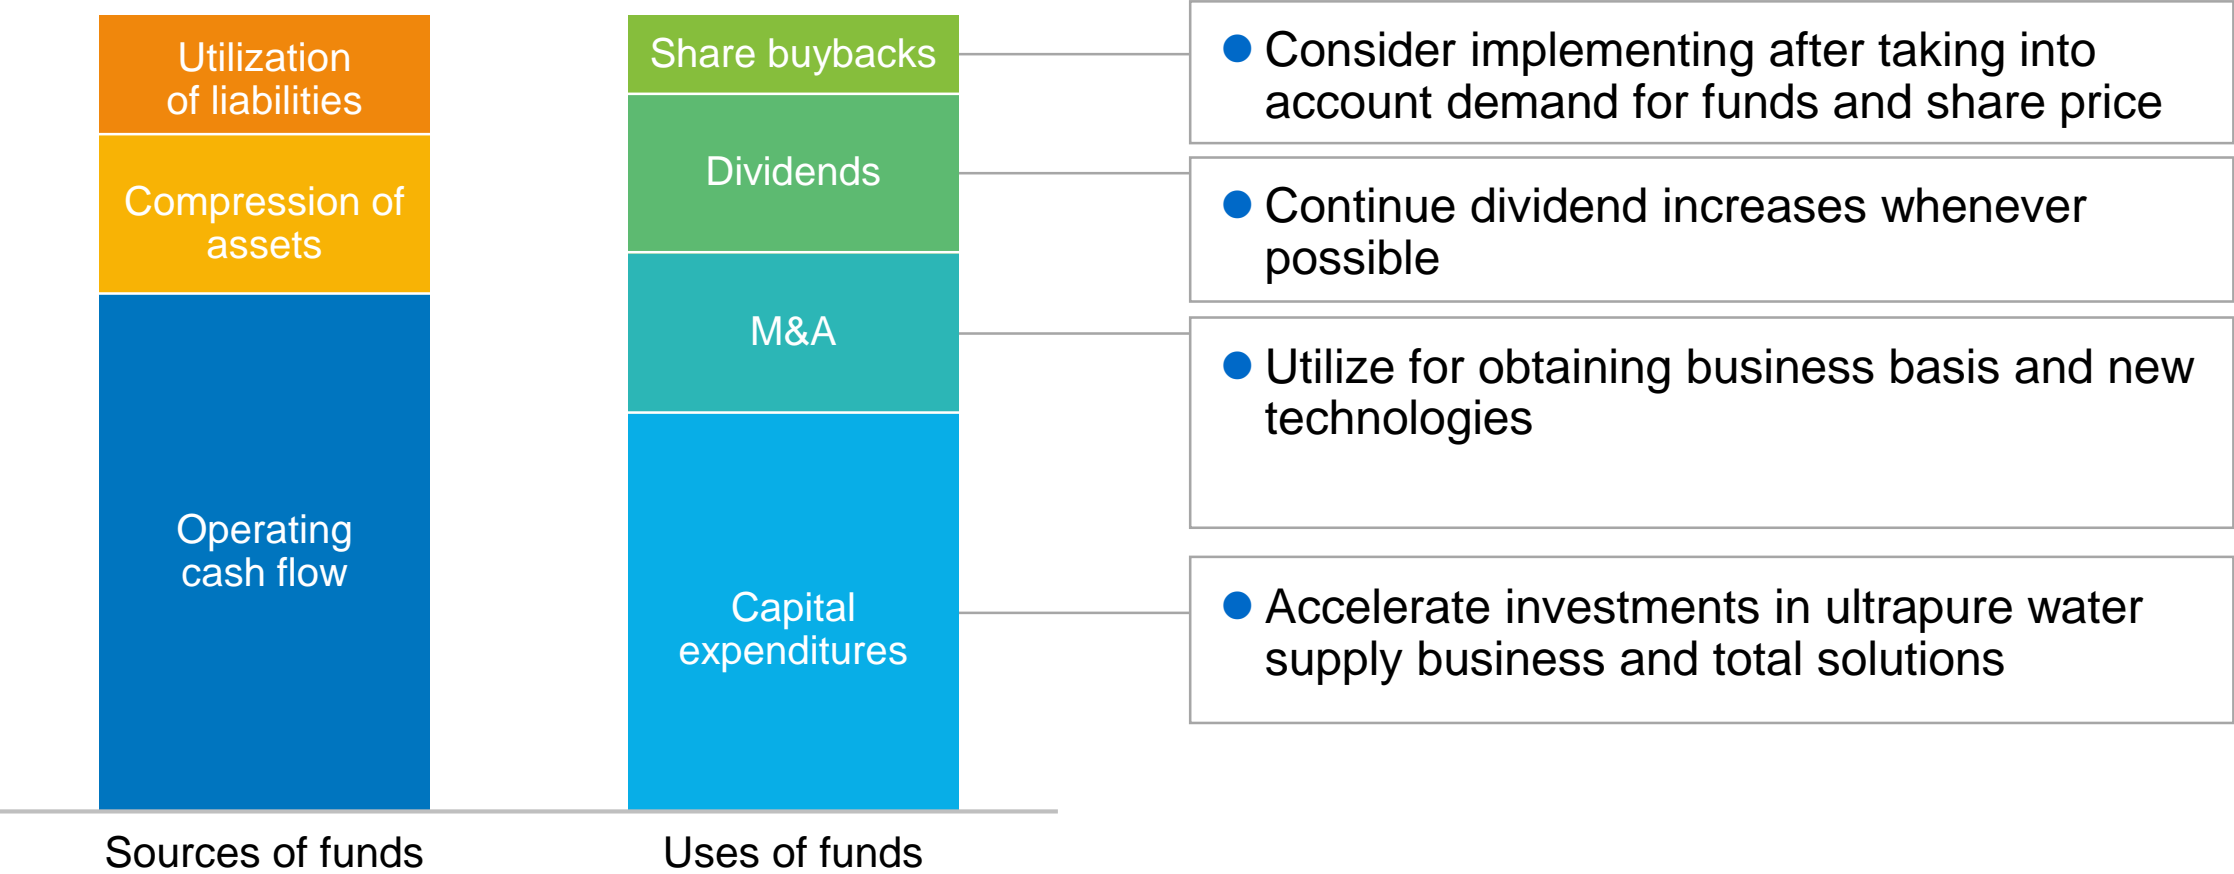 Utilization
of liabilities
Compression of
assets
Operating
cash flow
Sources of funds
Share buybacks
Dividends
M&A
Capital
expenditures
Uses of funds
● Consider implementing after taking into
account demand for funds and share price
● Continue dividend increases whenever
possible
● Utilize for obtaining business basis and new
technologies
● Accelerate investments in ultrapure water
supply business and total solutions